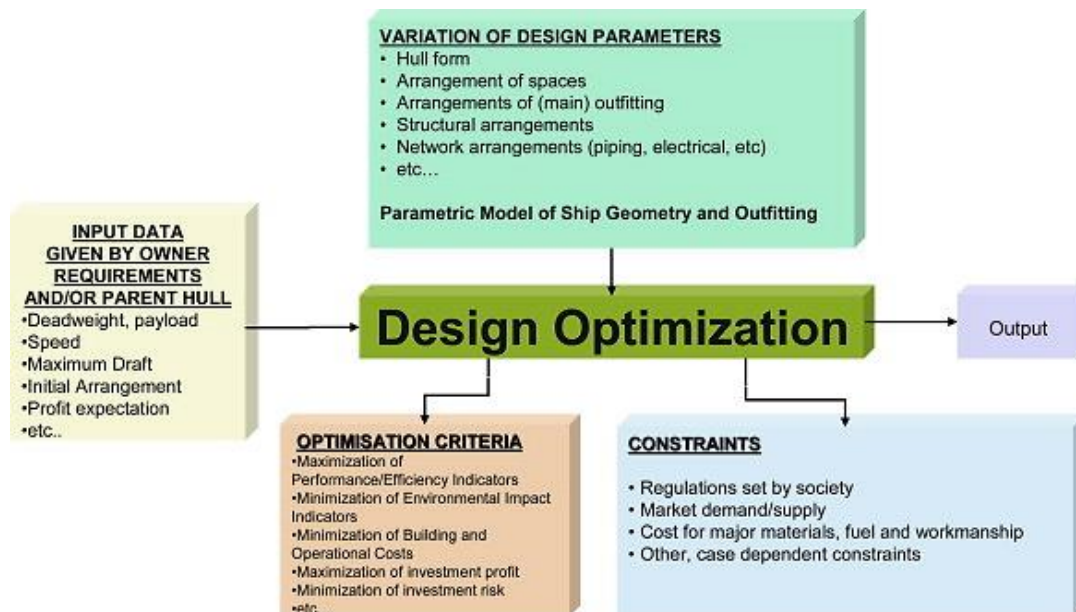 VARIATION OF DESIGN PARAMETERS
• Hull form
• Arrangement of spaces
• Arrangements of (main) outfitting
• Structural arrangements
• Network arrangements (piping, electrical, etc)
• etc…
Parametric Model of Ship Geometry and Outfitting
INPUT DATA
GIVEN BY OWNER
REQUIREMENTS
AND/OR PARENT HULL
•Deadweight, payload
•Speed
•Maximum Draft
•Initial Arrangement
•Profit expectation
•etc..
Design Optimization
Output
OPTIMISATION CRITERIA
•Maximization of
Performance/Efficiency Indicators
•Minimization of Environmental Impact
Indicators
•Minimization of Building and
Operational Costs
•Maximization of investment profit
•Minimization of investment risk
•etc...
CONSTRAINTS
• Regulations set by society
• Market demand/supply
• Cost for major materials, fuel and workmanship
• Other, case dependent constraints